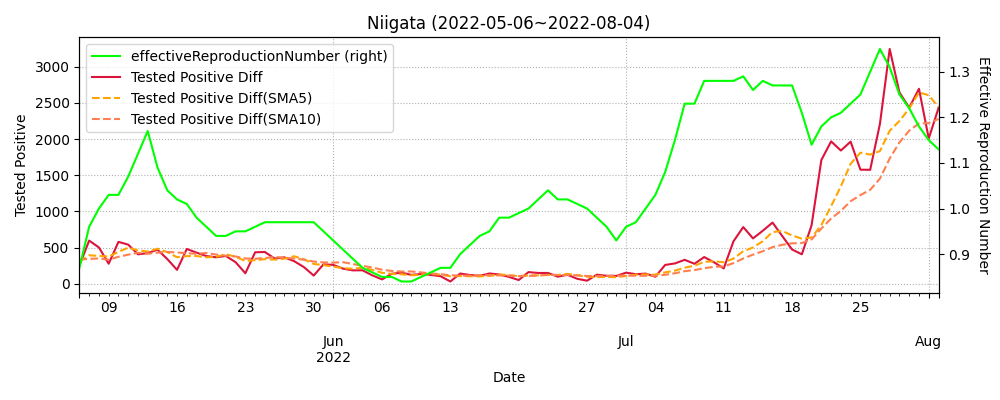 Niigata (2022-05-06~2022-08-04)
effectiveReproductionNumber (right)
Tested Positive Diff
Tested Positive Diff(SMA5)
Tested Positive Diff(SMA10)
Tested Positive
3000
2500
2000
1500
1000
500
0
1.3
1.2
1.1
1.0
0.9
Effective Reproduction Number
09 16 23 30 06 13 20 27 04 11 18 25
Jun Jul Aug
2022
Date